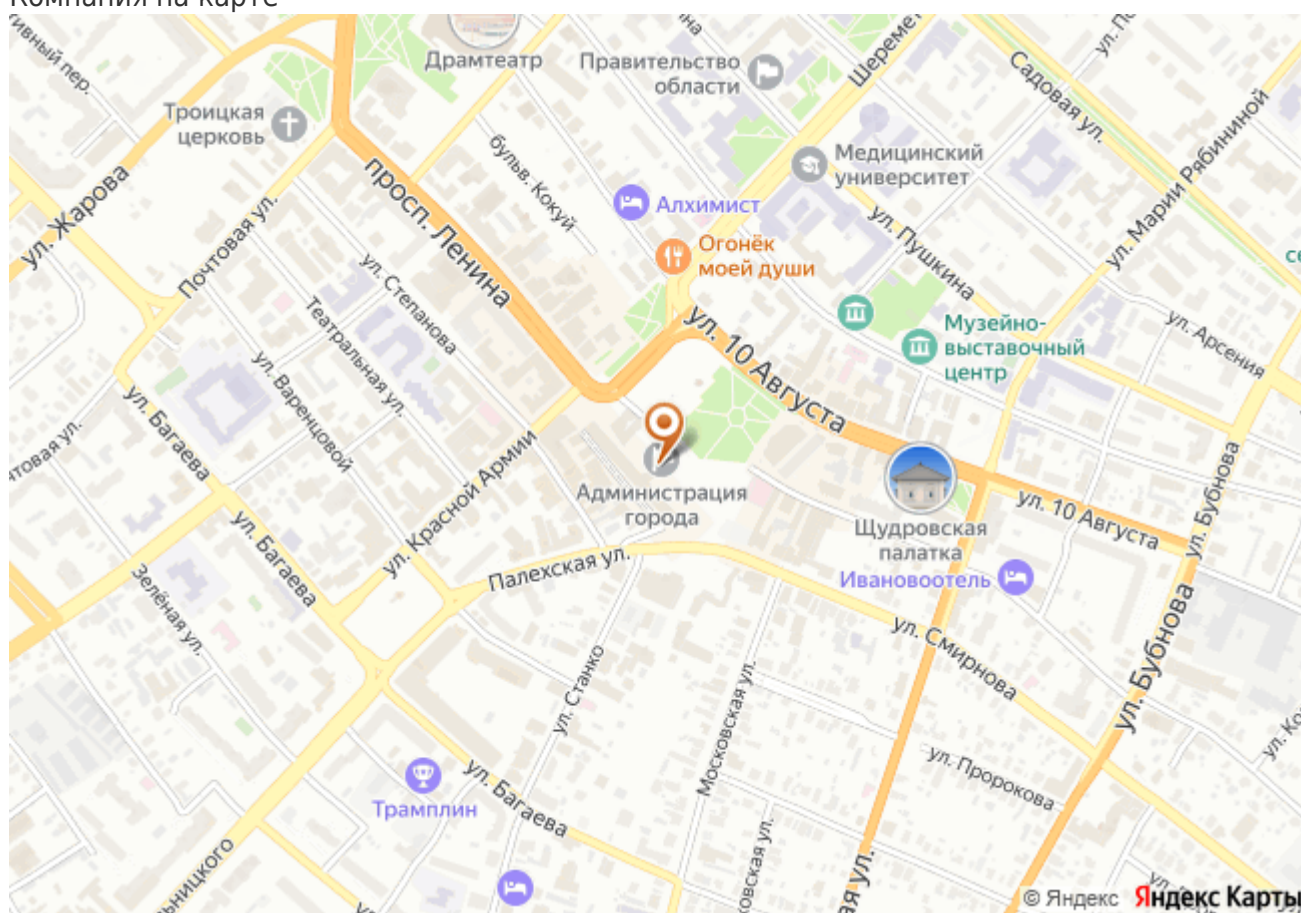 Компания на карте
Драмтеатр
Правительство
области
Садовая ул.
Троицкая
церковь
Медицинский
университет
бульв. Кокуй
ул. Жарова
Почтовая ул.
просп. Ленина
Алхимист
Огонёк
моей души
ул. Пушкина
ул. Марии Рябининой
ул. Степанова
Театральная ул.
ул. Варенцовой
ул. 10 Августа
Музейно-
выставочный
центр
ул. Арсения
ул. Багаева
ул. Красной Армии
Администрация
города
Щудровская
палатка
ул. 10 Августа
ул. Бубнова
ул. Багаева
Палехская ул.
Ивановоотель
Зелёная ул.
ул. Смирнова
ул. Бубнова
ул. Станко
Московская ул.
ул. Пророкова
Трамплин
ул. Багаева
© Яндекс Яндекс Карты